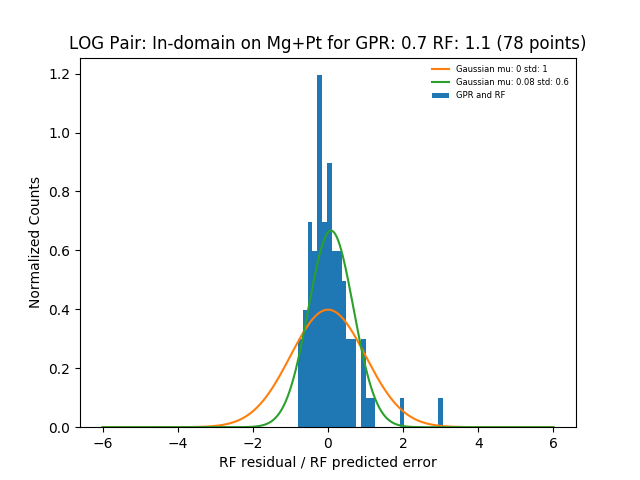 LOG Pair: In-domain on Mg+Pt for GPR: 0.7 RF: 1.1 (78 points)
Gaussian mu: 0 std: 1
Gaussian mu: 0.08 std: 0.6
GPR and RF
Normalized Counts
1.2
1.0
0.8
0.6
0.4
0.2
0.0
−6 −4 −2 0 2 4 6
RF residual / RF predicted error